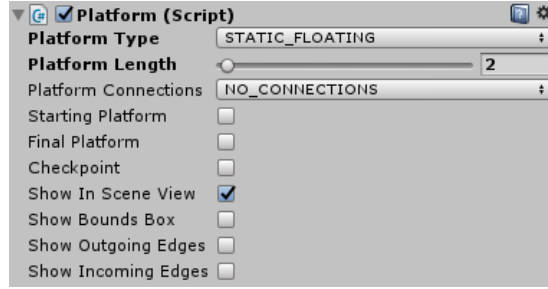 Platform (Script)
Platform Type STATIC_FLOATING
Platform Length 2
Platform Connections NO_CONNECTIONS
Starting Platform
Final Platform
Checkpoint
Show In Scene View
Show Bounds Box
Show Outgoing Edges
Show Incoming Edges